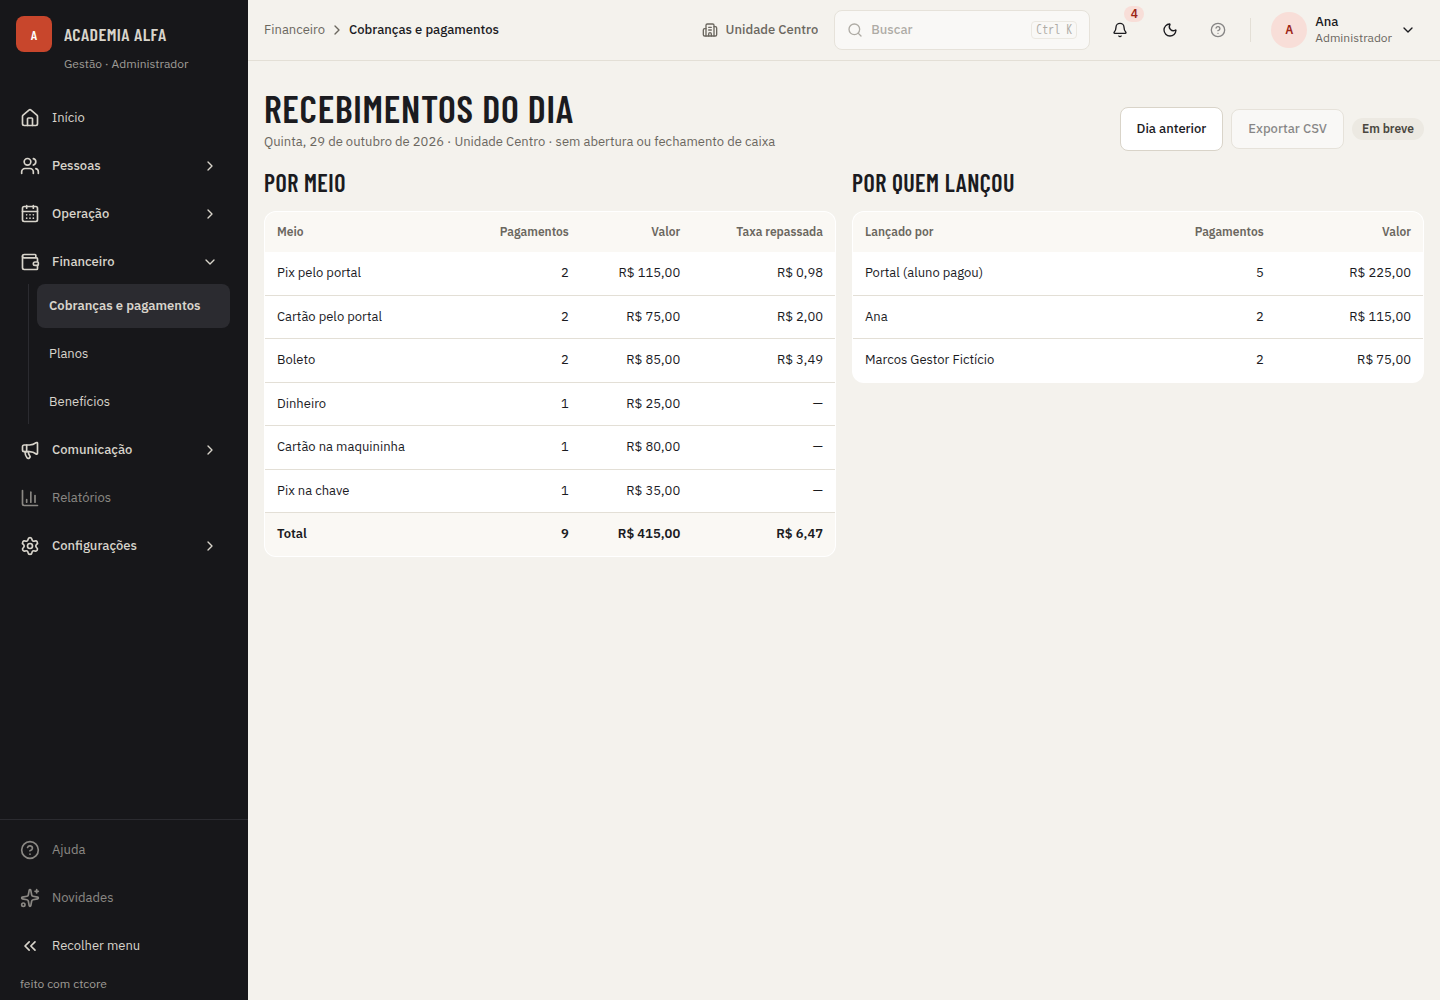 A
ACADEMIA ALFA
Gestão · Administrador
Início
Pessoas
Operação
Financeiro
Cobranças e pagamentos
Planos
Benefícios
Comunicação
Relatórios
Configurações
Ajuda
Novidades
Recolher menu
feito com ctcore
Financeiro > Cobranças e pagamentos
Unidade Centro
Buscar
Ctrl K
4
A
Ana
Administrador
RECEBIMENTOS DO DIA
Quinta, 29 de outubro de 2026 · Unidade Centro · sem abertura ou fechamento de caixa
Dia anterior
Exportar CSV
Em breve
POR MEIO
Meio Pagamentos Valor Taxa repassada
Pix pelo portal 2 R$ 115,00 R$ 0,98
Cartão pelo portal 2 R$ 75,00 R$ 2,00
Boleto 2 R$ 85,00 R$ 3,49
Dinheiro 1 R$ 25,00 —
Cartão na maquininha 1 R$ 80,00 —
Pix na chave 1 R$ 35,00 —
Total 9 R$ 415,00 R$ 6,47
POR QUEM LANÇOU
Lançado por Pagamentos Valor
Portal (aluno pagou) 5 R$ 225,00
Ana 2 R$ 115,00
Marcos Gestor Fictício 2 R$ 75,00